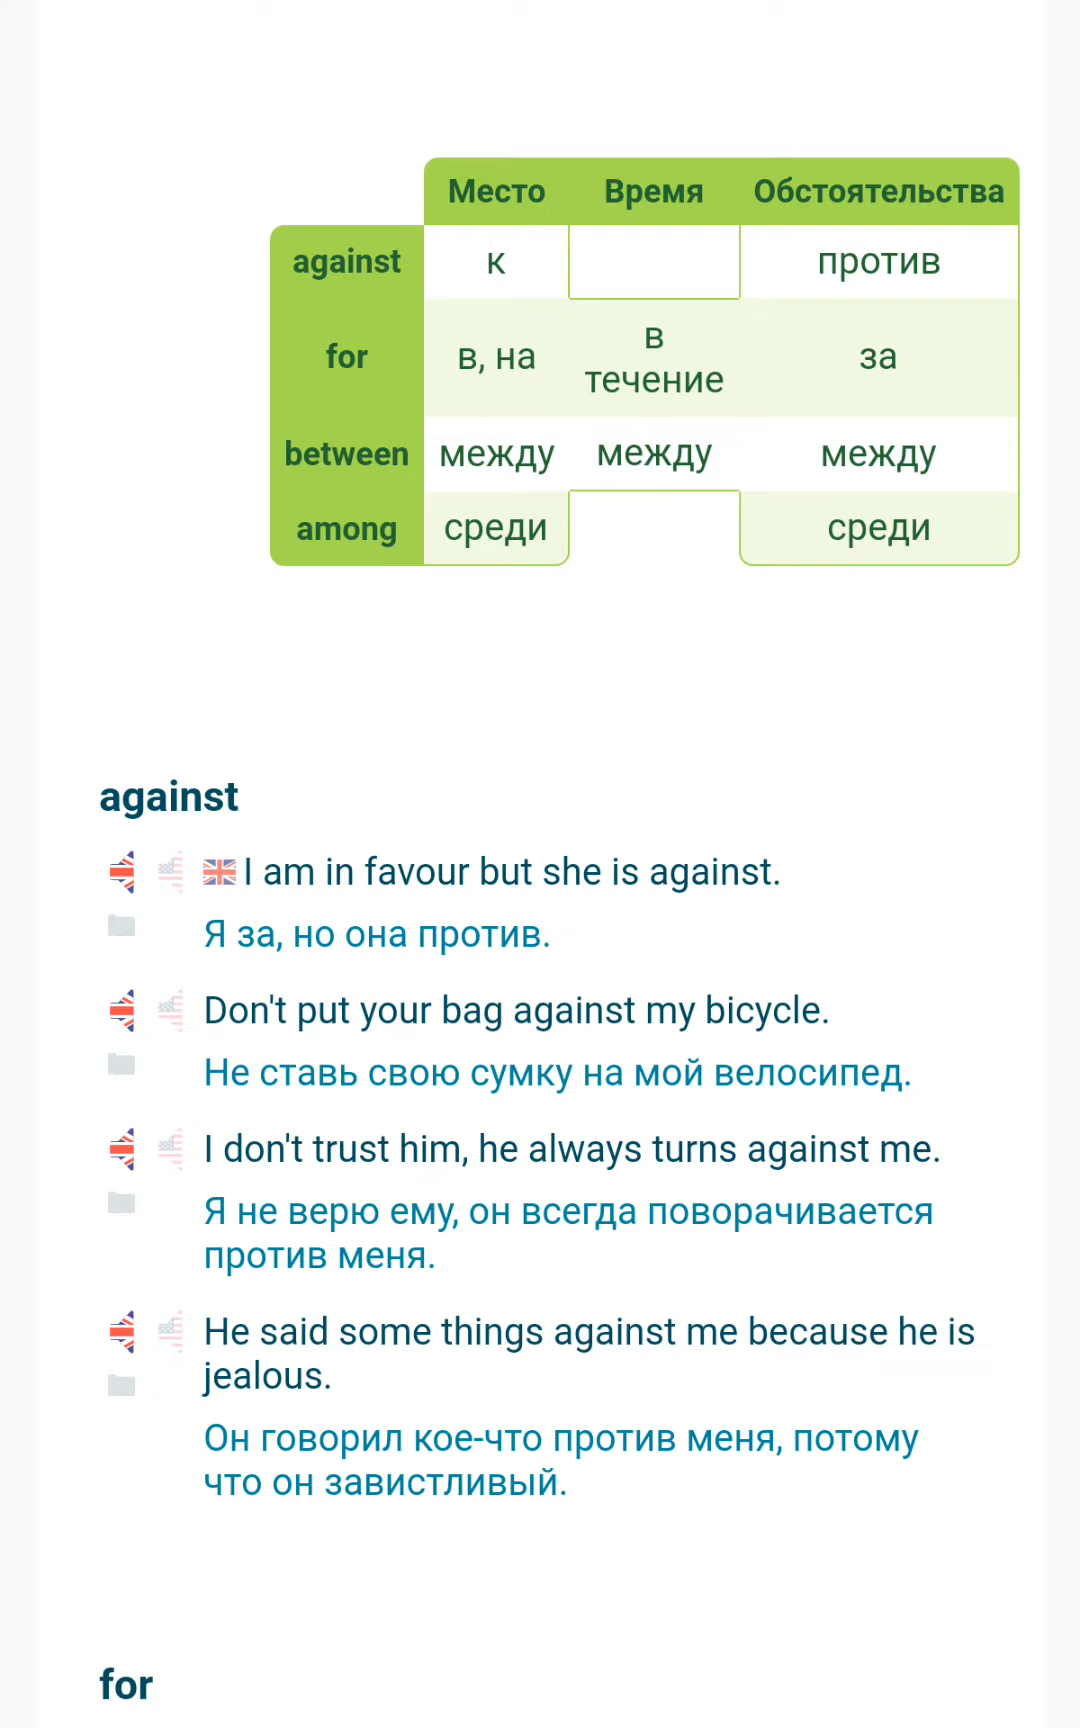 Место Время Обстоятельства
against к против
for в, на в течение за
between между между между
among среди среди
against
I am in favour but she is against.
Я за, но она против.
Don't put your bag against my bicycle.
Не ставь свою сумку на мой велосипед.
I don't trust him, he always turns against me.
Я не верю ему, он всегда поворачивается
против меня.
He said some things against me because he is
jealous.
Он говорил кое-что против меня, потому
что он завистливый.
for